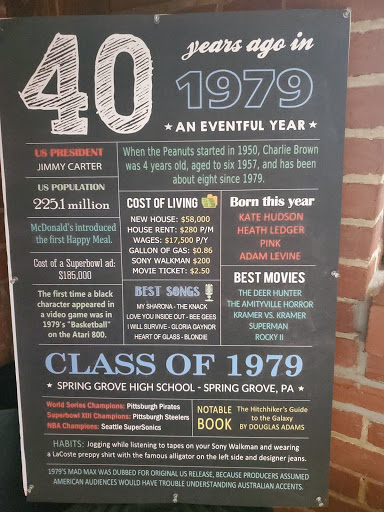 40
years ago in
1979
★ AN EVENTFUL YEAR ★
US PRESIDENT
JIMMY CARTER
US POPULATION
225.1 million
McDonald's introduced
the first Happy Meal.
Cost of a Superbowl ad:
$185,000
The first time a black
character appeared in
a video game was in
1979's "Basketball"
on the Atari 800.
When the Peanuts started in 1950, Charlie Brown
was 4 years old, aged to six 1957, and has been
about eight since 1979.
COST OF LIVING
NEW HOUSE: $58,000
HOUSE RENT: $280 P/M
WAGES: $17,500 P/Y
GALLON OF GAS: $0.86
SONY WALKMAN $200
MOVIE TICKET: $2.50
BEST SONGS
MY SHARONA - THE KNACK
LOVE YOU INSIDE OUT - BEE GEES
I WILL SURVIVE - GLORIA GAYNOR
HEART OF GLASS - BLONDIE
Born this year
KATE HUDSON
HEATH LEDGER
PINK
ADAM LEVINE
BEST MOVIES
THE DEER HUNTER
THE AMITYVILLE HORROR
KRAMER VS. KRAMER
SUPERMAN
ROCKY II
CLASS OF 1979
★ SPRING GROVE HIGH SCHOOL - SPRING GROVE, PA ★
World Series Champions: Pittsburgh Pirates
Superbowl XIII Champions: Pittsburgh Steelers
NBA Champions: Seattle SuperSonics
NOTABLE
BOOK
The Hitchhiker's Guide
to the Galaxy
BY DOUGLAS ADAMS
HABITS: Jogging while listening to tapes on your Sony Walkman and wearing
a LaCoste preppy shirt with the famous alligator on the left side and designer jeans.
1979'S MAD MAX WAS DUBBED FOR ORIGINAL US RELEASE, BECAUSE PRODUCERS ASSUMED
AMERICAN AUDIENCES WOULD HAVE TROUBLE UNDERSTANDING AUSTRALIAN ACCENTS.